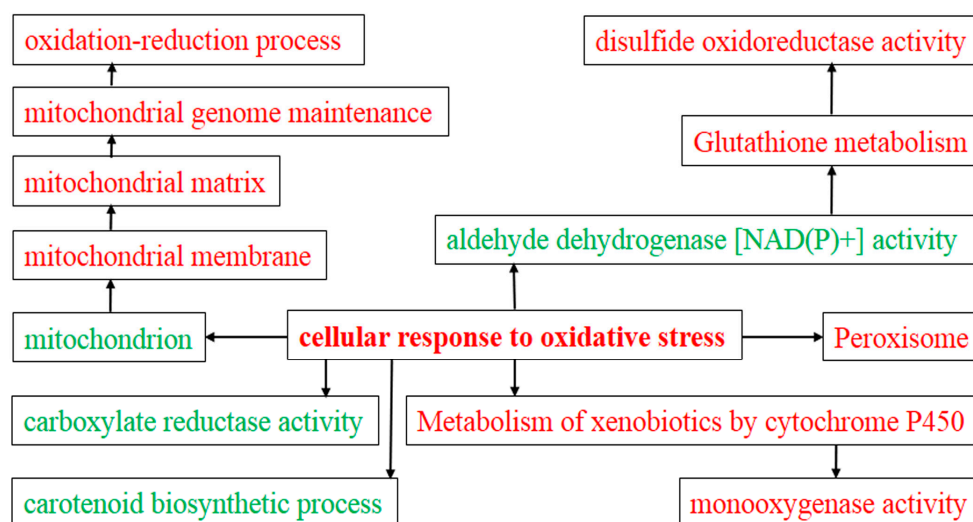 oxidation-reduction process
disulfide oxidoreductase activity
mitochondrial genome maintenance
Glutathione metabolism
mitochondrial matrix
aldehyde dehydrogenase [NAD(P)+] activity
mitochondrial membrane
mitochondrion
cellular response to oxidative stress
Peroxisome
carboxylate reductase activity
Metabolism of xenobiotics by cytochrome P450
carotenoid biosynthetic process
monooxygenase activity